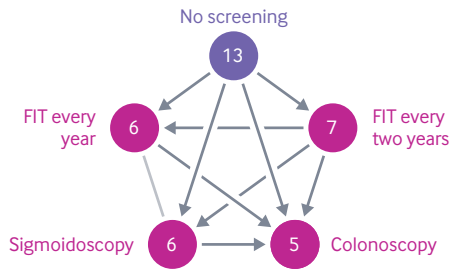 No screening
13
FIT every
year
6
7
FIT every
two years
Sigmoidoscopy
6
5
Colonoscopy